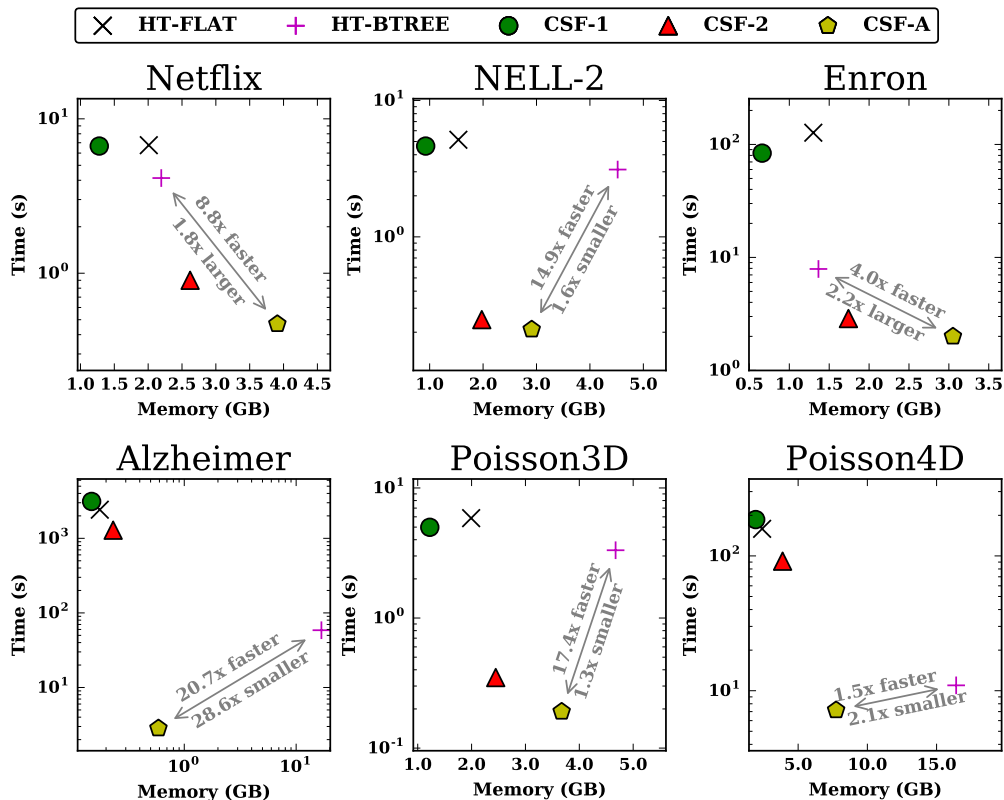 HT-FLAT HT-BTREE CSF-1 CSF-2 CSF-A
Netflix
10^1
10^0
Time (s)
8.8x faster
1.8x larger
1.0 1.5 2.0 2.5 3.0 3.5 4.0 4.5
Memory (GB)
NELL-2
10^1
10^0
Time (s)
14.9x faster
1.6x smaller
1.0 2.0 3.0 4.0 5.0
Memory (GB)
Enron
10^2
10^1
10^0
Time (s)
4.0x faster
2.2x larger
0.5 1.0 1.5 2.0 2.5 3.0 3.5
Memory (GB)
Alzheimer
10^3
10^2
10^1
Time (s)
20.7x faster
28.6x smaller
10^0 10^1
Memory (GB)
Poisson3D
10^1
10^0
10^-1
Time (s)
17.4x faster
1.3x smaller
1.0 2.0 3.0 4.0 5.0
Memory (GB)
Poisson4D
10^2
10^1
Time (s)
1.5x faster
2.1x smaller
5.0 10.0 15.0
Memory (GB)